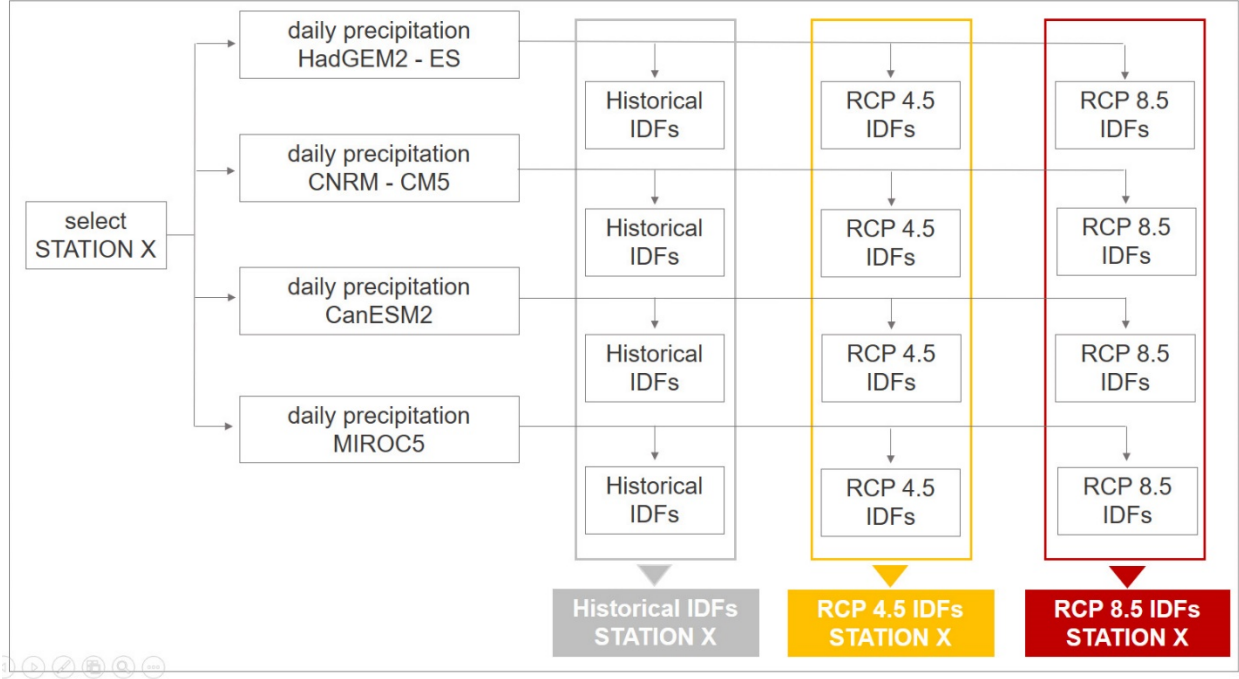 daily precipitation
HadGEM2 - ES
Historical
IDFs
RCP 4.5
IDFs
RCP 8.5
IDFs
daily precipitation
CNRM - CM5
Historical
IDFs
RCP 4.5
IDFs
RCP 8.5
IDFs
select
STATION X
daily precipitation
CanESM2
Historical
IDFs
RCP 4.5
IDFs
RCP 8.5
IDFs
daily precipitation
MIROC5
Historical
IDFs
RCP 4.5
IDFs
RCP 8.5
IDFs
Historical IDFs
STATION X
RCP 4.5 IDFs
STATION X
RCP 8.5 IDFs
STATION X